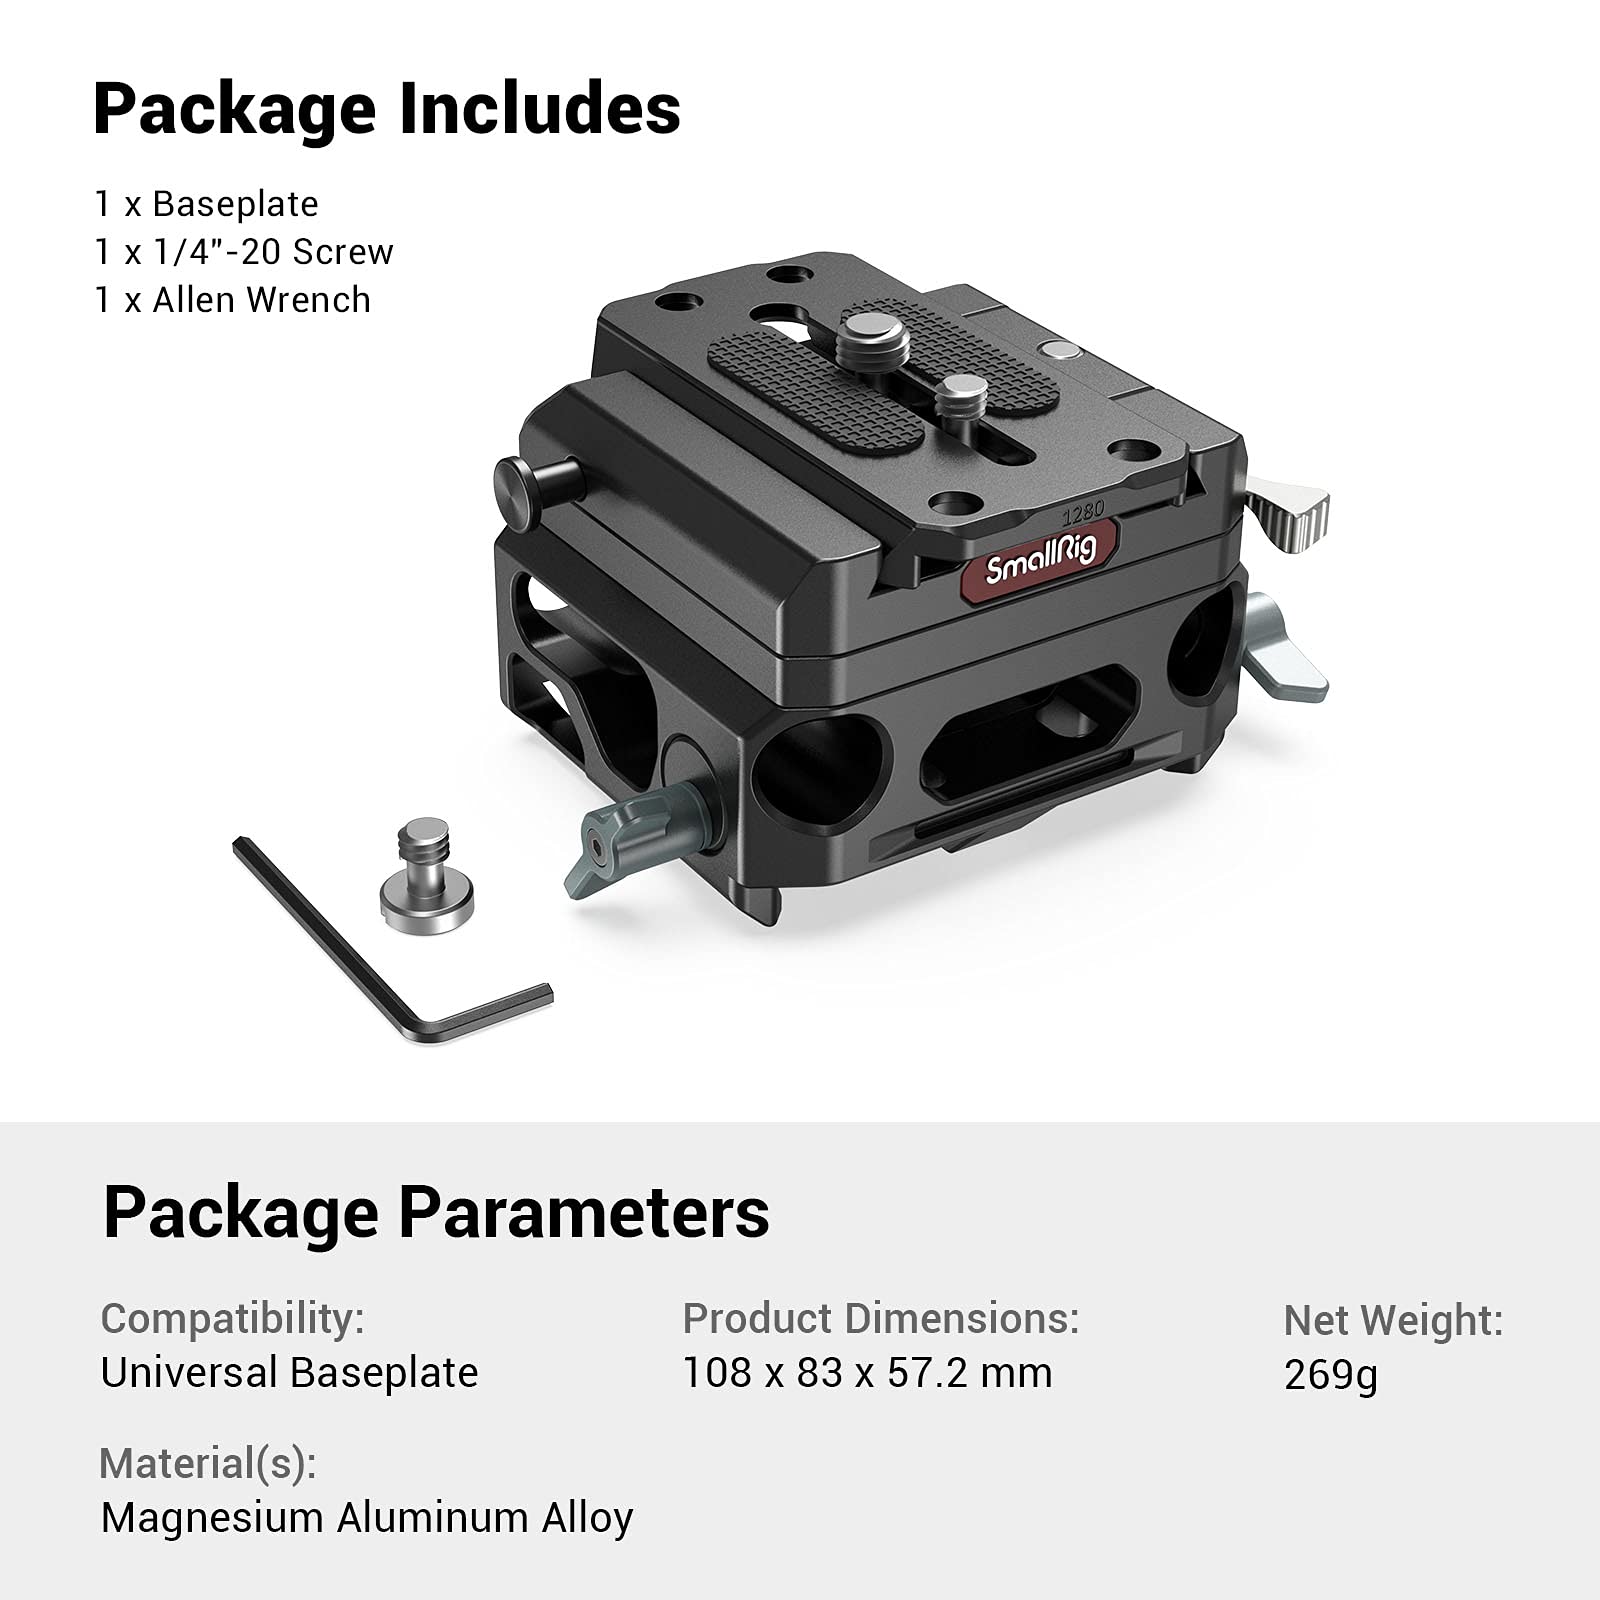 Package Includes
1 x Baseplate
1 x 1/4"-20 Screw
1 x Allen Wrench
1280
SmallRig
Package Parameters
Compatibility:
Universal Baseplate
Product Dimensions:
108 x 83 x 57.2 mm
Net Weight:
269g
Material(s):
Magnesium Aluminum Alloy